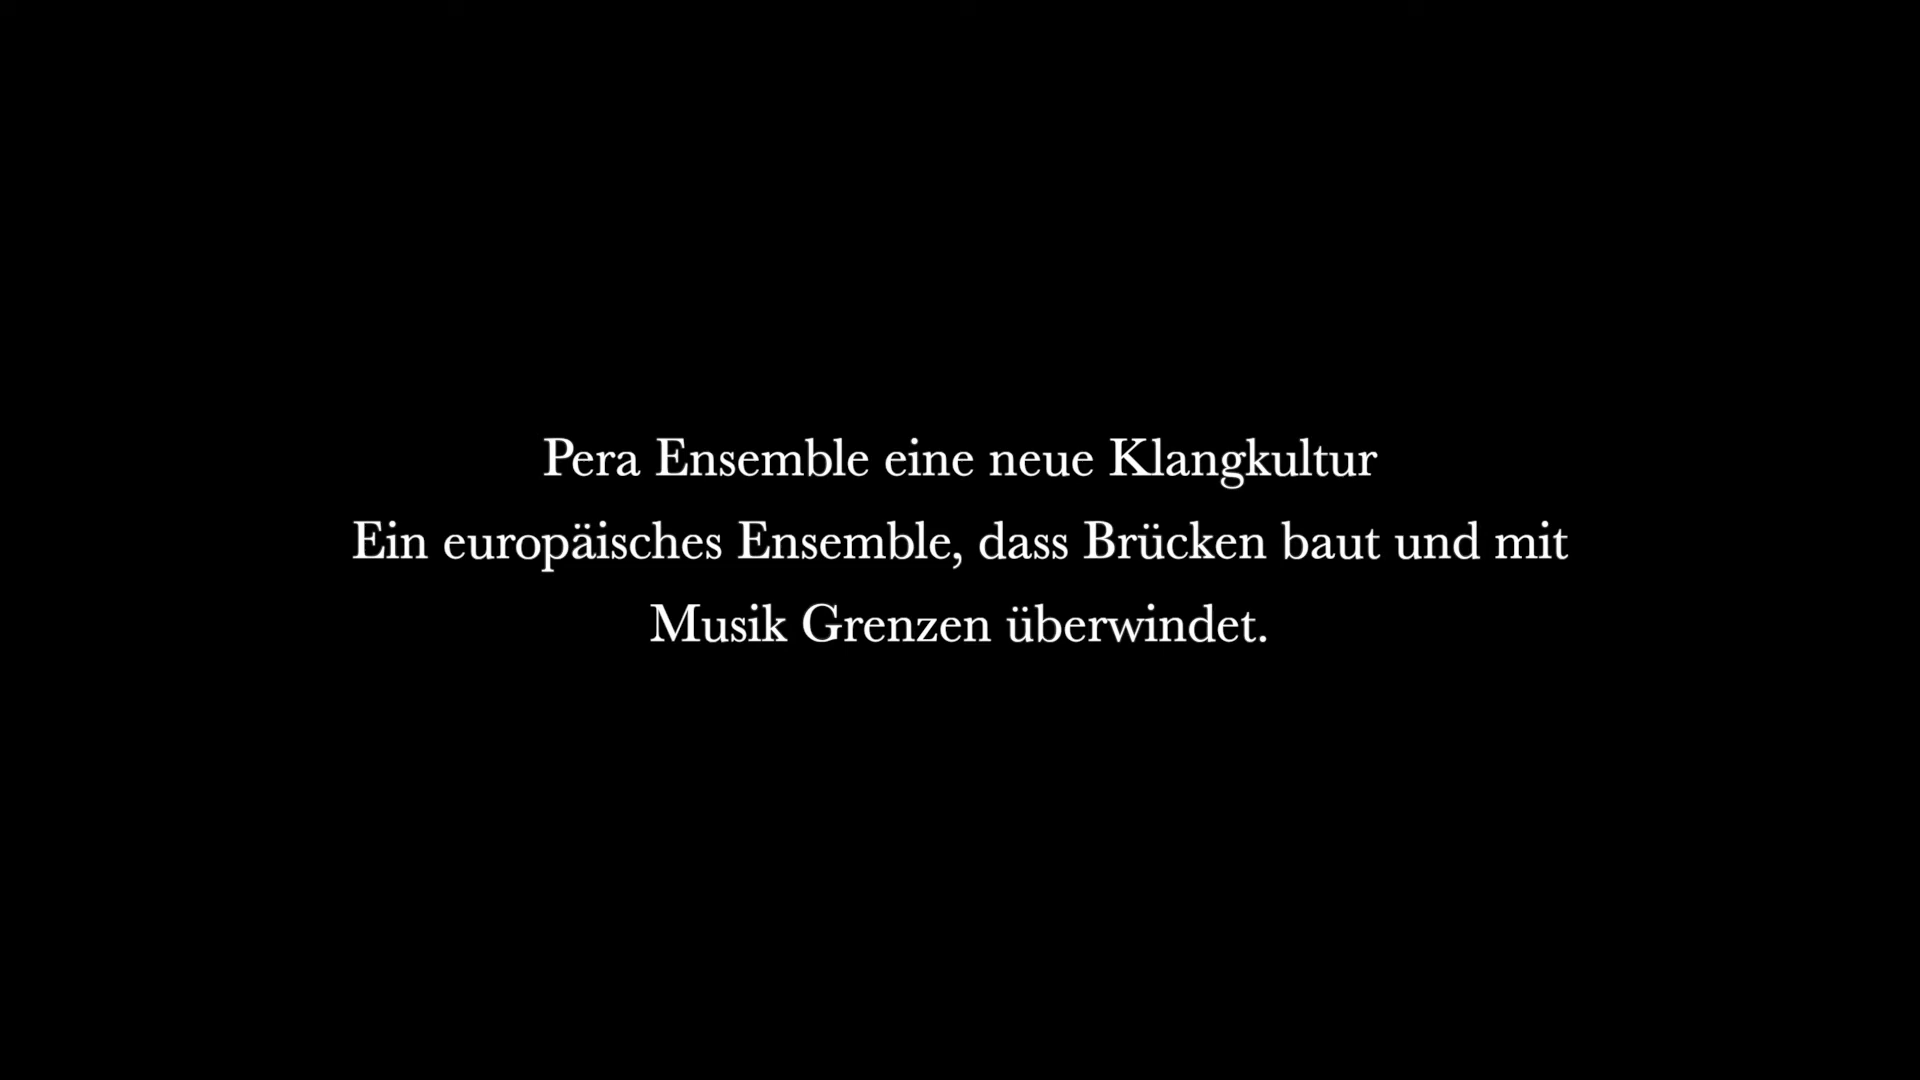 Pera Ensemble eine neue Klangkultur
Ein europäisches Ensemble, dass Brücken baut und mit
Musik Grenzen überwindet.